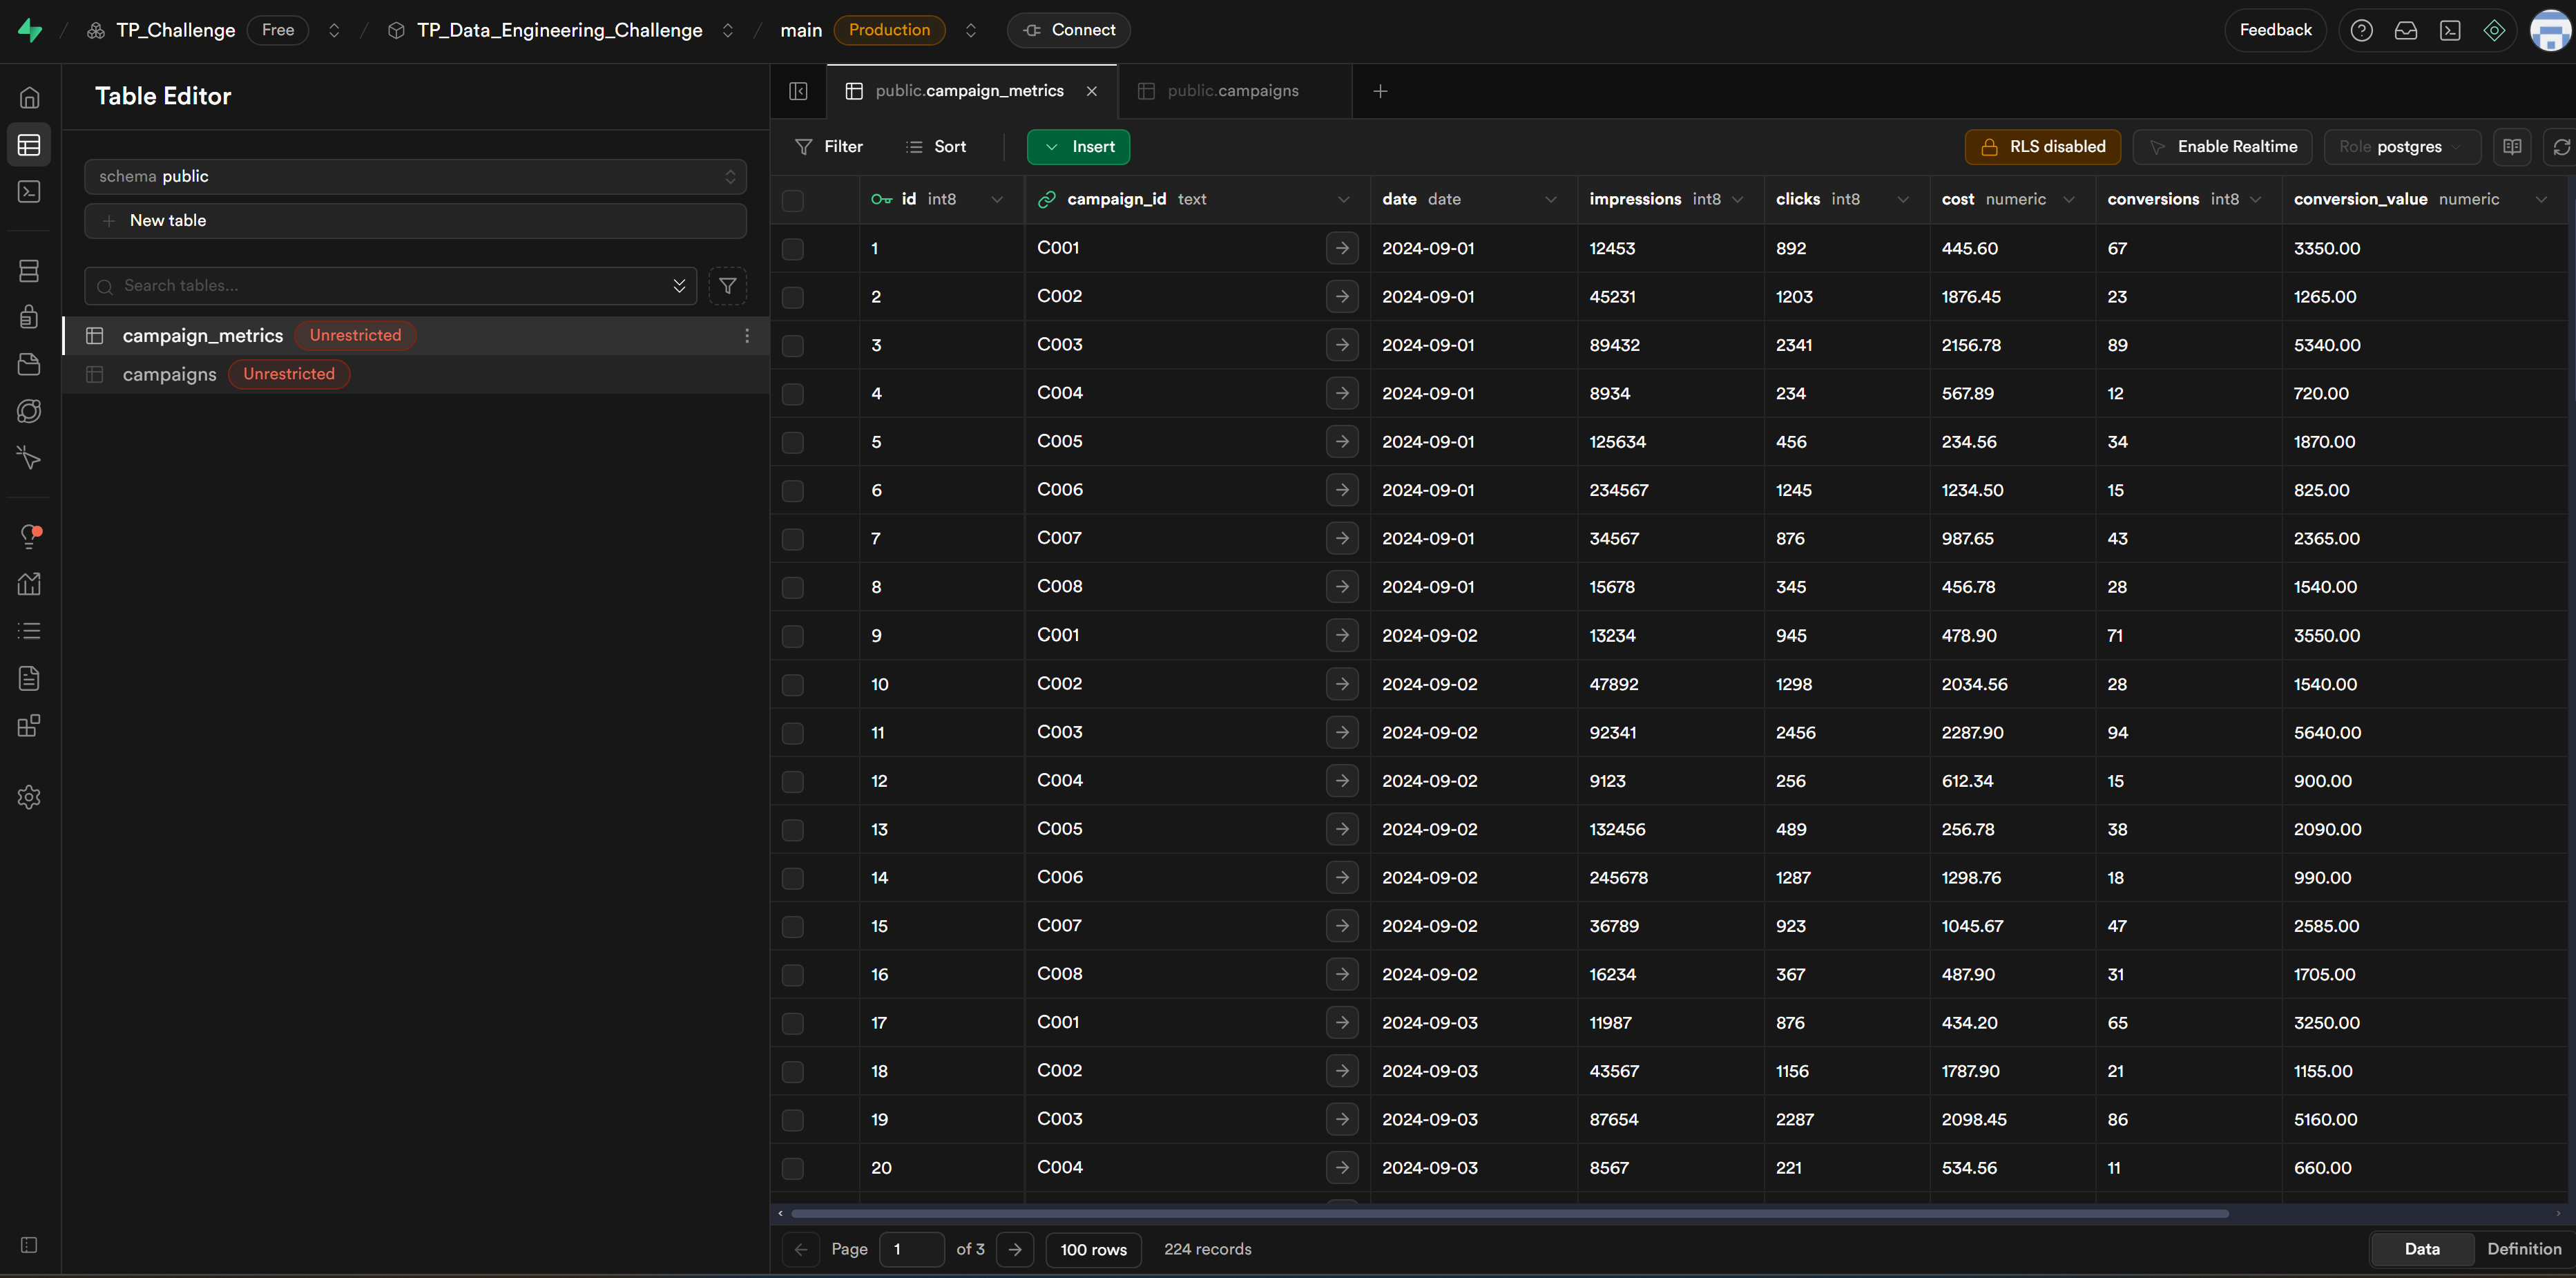 TP_Challenge Free TP_Data_Engineering_Challenge main Production Connect Feedback
Table Editor
public.campaign_metrics public.campaigns
Filter Sort Insert RLS disabled Enable Realtime Role postgres
schema public
New table
Search tables...
campaign_metrics Unrestricted
campaigns Unrestricted
id int8 campaign_id text date date impressions int8 clicks int8 cost numeric conversions int8 conversion_value numeric
1 C001 2024-09-01 12453 892 445.60 67 3350.00
2 C002 2024-09-01 45231 1203 1876.45 23 1265.00
3 C003 2024-09-01 89432 2341 2156.78 89 5340.00
4 C004 2024-09-01 8934 234 567.89 12 720.00
5 C005 2024-09-01 125634 456 234.56 34 1870.00
6 C006 2024-09-01 234567 1245 1234.50 15 825.00
7 C007 2024-09-01 34567 876 987.65 43 2365.00
8 C008 2024-09-01 15678 345 456.78 28 1540.00
9 C001 2024-09-02 13234 945 478.90 71 3550.00
10 C002 2024-09-02 47892 1298 2034.56 28 1540.00
11 C003 2024-09-02 92341 2456 2287.90 94 5640.00
12 C004 2024-09-02 9123 256 612.34 15 900.00
13 C005 2024-09-02 132456 489 256.78 38 2090.00
14 C006 2024-09-02 245678 1287 1298.76 18 990.00
15 C007 2024-09-02 36789 923 1045.67 47 2585.00
16 C008 2024-09-02 16234 367 487.90 31 1705.00
17 C001 2024-09-03 11987 876 434.20 65 3250.00
18 C002 2024-09-03 43567 1156 1787.90 21 1155.00
19 C003 2024-09-03 87654 2287 2098.45 86 5160.00
20 C004 2024-09-03 8567 221 534.56 11 660.00
Page 1 of 3 100 rows 224 records Data Definition